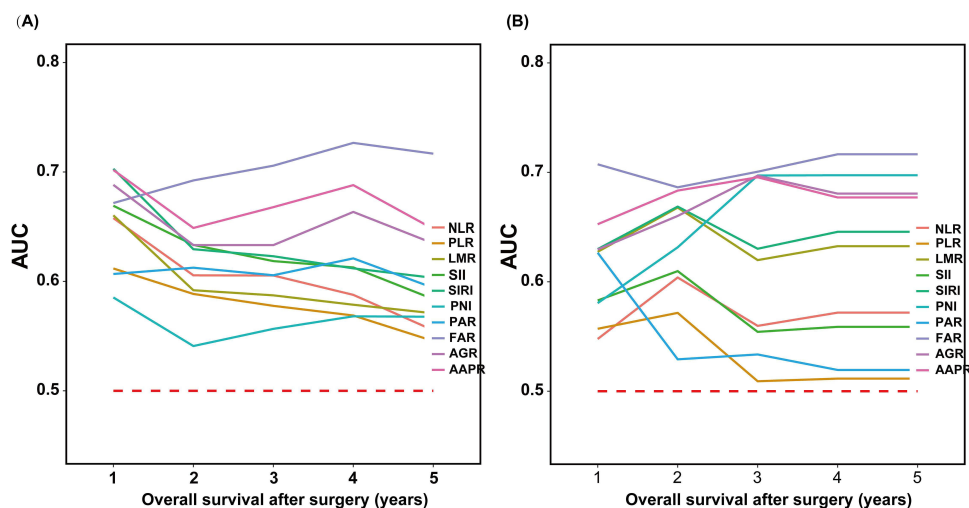 (A)
AUC
0.8
0.7
0.6
0.5
NLR
PLR
LMR
SII
SIRI
PNI
PAR
FAR
AGR
AAPR
1 2 3 4 5
Overall survival after surgery (years)
(B)
AUC
0.8
0.7
0.6
0.5
NLR
PLR
LMR
SII
SIRI
PNI
PAR
FAR
AGR
AAPR
1 2 3 4 5
Overall survival after surgery (years)